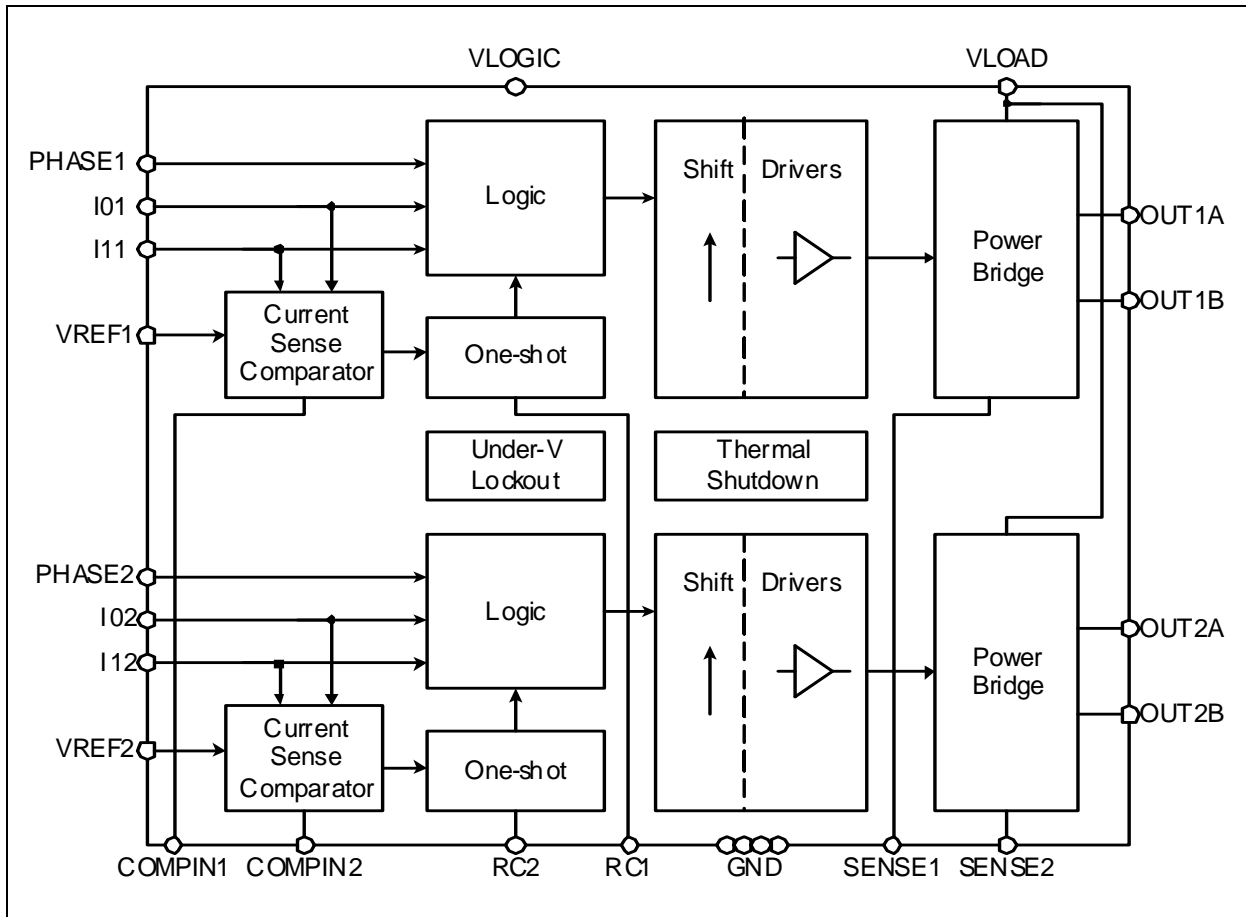 VLOGIC
VLOAD
PHASE1
I01
I11
VREF1
Logic
Current
Sense
Comparator
One-shot
Shift
Drivers
Power
Bridge
OUT1A
OUT1B
Under-V
Lockout
Thermal
Shutdown
PHASE2
I02
I12
VREF2
Logic
Current
Sense
Comparator
One-shot
Shift
Drivers
Power
Bridge
OUT2A
OUT2B
COMPIN1
COMPIN2
RC2
RC1
GND
SENSE1
SENSE2